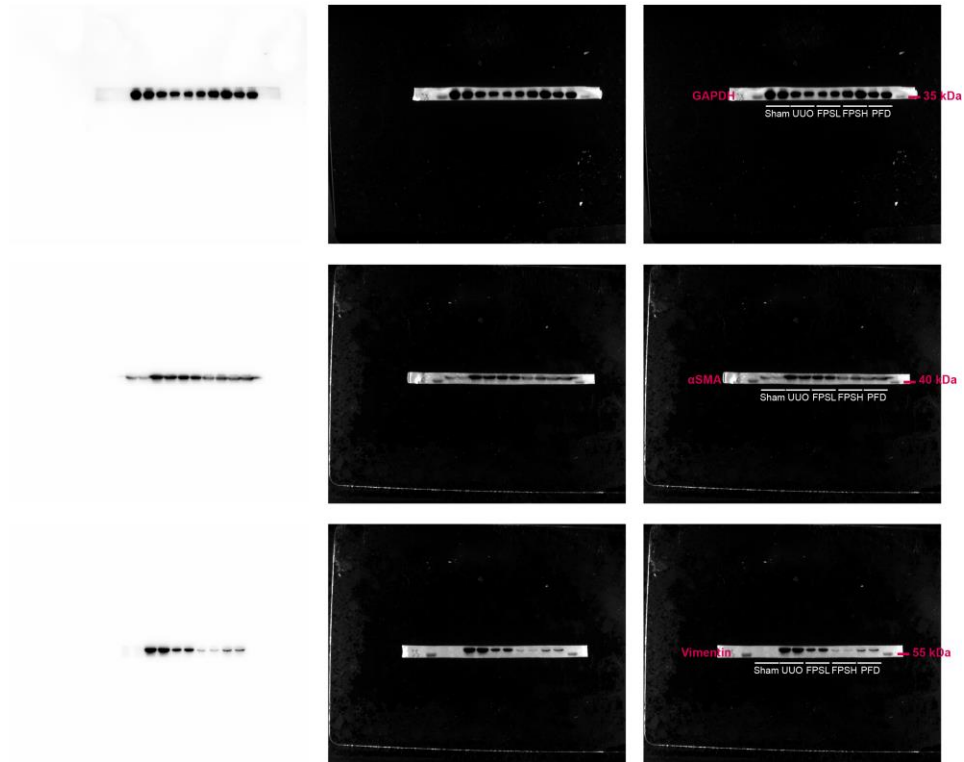 GAPDH 35 kDa
Sham UUO FPSL FPSH PFD
αSMA 40 kDa
Sham UUO FPSL FPSH PFD
Vimentin 55 kDa
Sham UUO FPSL FPSH PFD